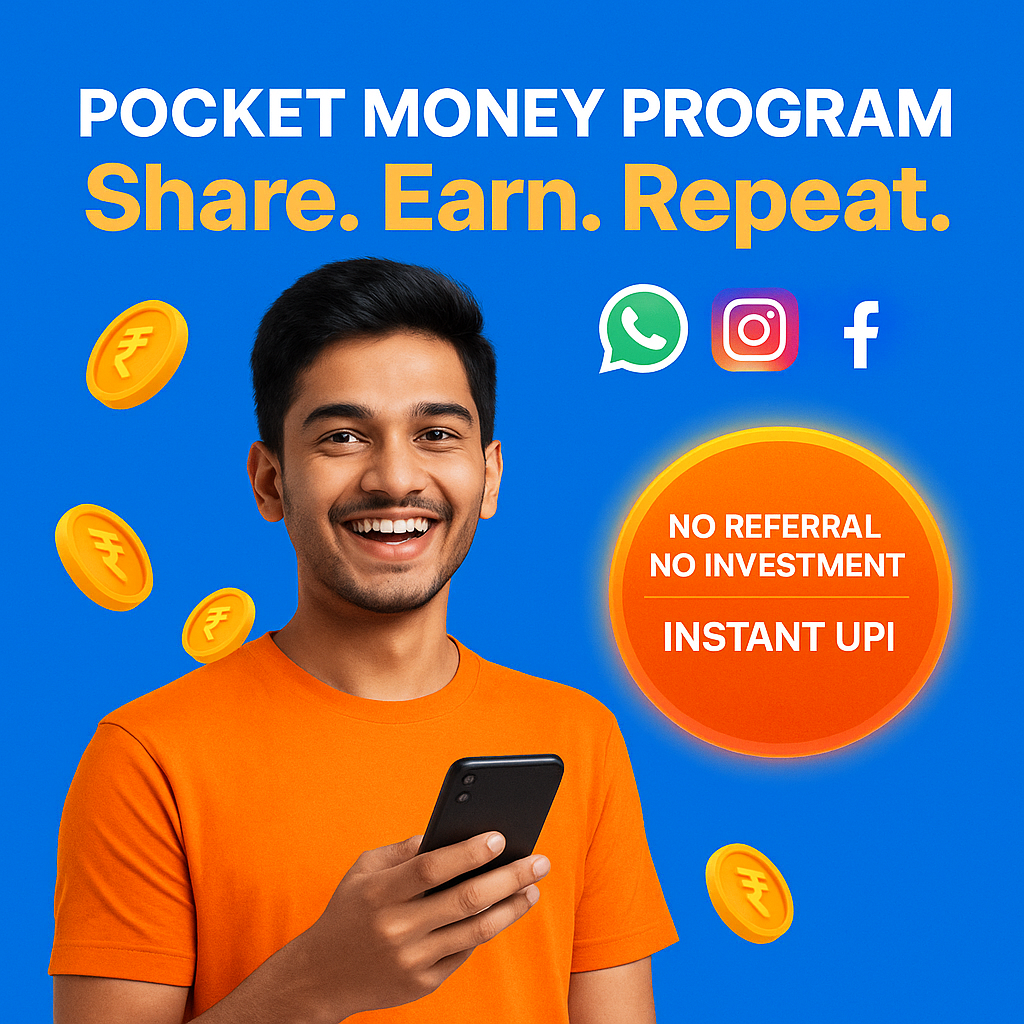 POCKET MONEY PROGRAM
Share. Earn. Repeat.
NO REFERRAL
NO INVESTMENT
INSTANT UPI